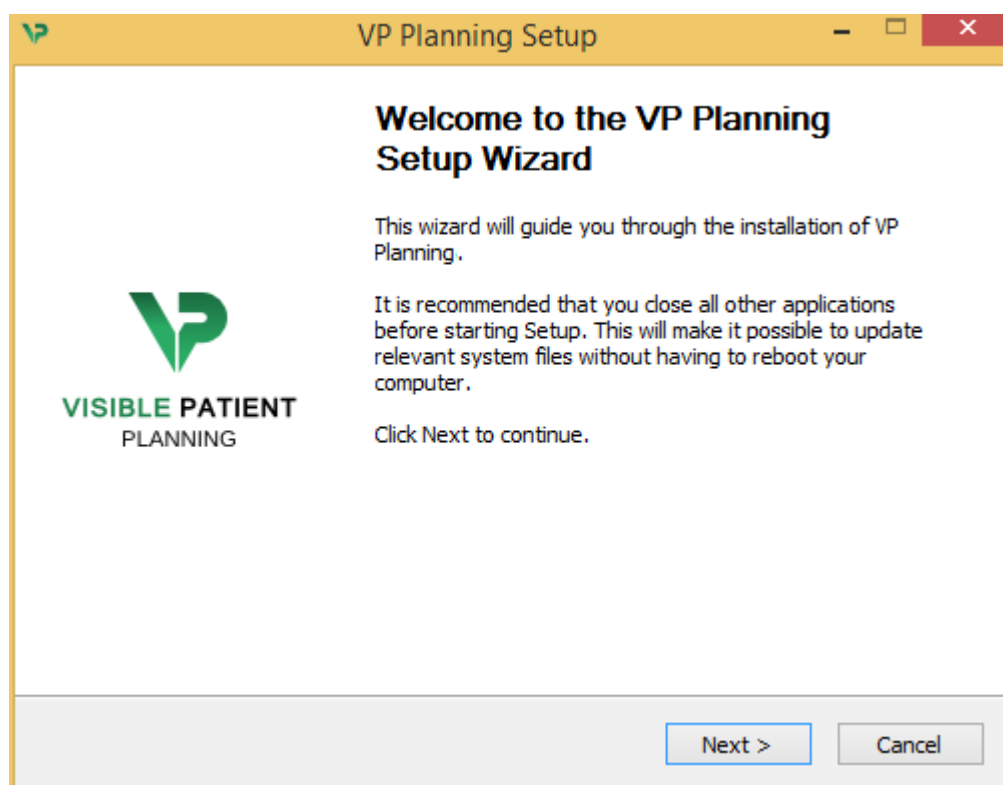 VP Planning Setup
Welcome to the VP Planning
Setup Wizard
This wizard will guide you through the installation of VP
Planning.
It is recommended that you close all other applications
before starting Setup. This will make it possible to update
relevant system files without having to reboot your
computer.
Click Next to continue.
VISIBLE PATIENT
PLANNING
Next >
Cancel